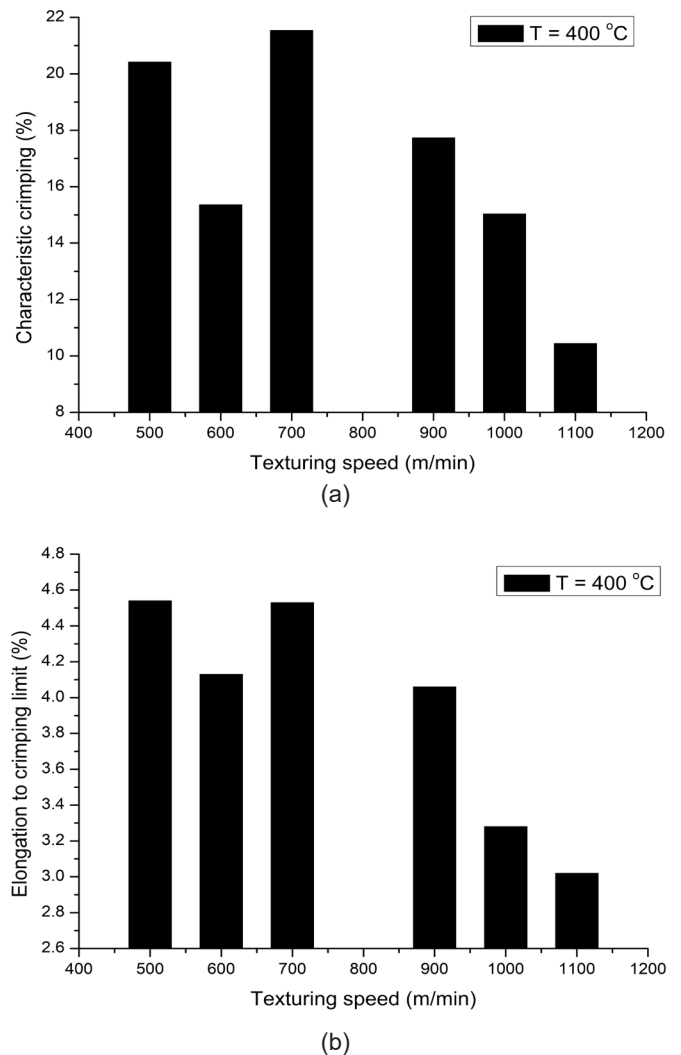 22
20
18
16
14
12
10
8
Characteristic crimping (%)
T = 400 °C
400 500 600 700 800 900 1000 1100 1200
Texturing speed (m/min)
(a)
4.8
4.6
4.4
4.2
4.0
3.8
3.6
3.4
3.2
3.0
2.8
2.6
Elongation to crimping limit (%)
T = 400 °C
400 500 600 700 800 900 1000 1100 1200
Texturing speed (m/min)
(b)